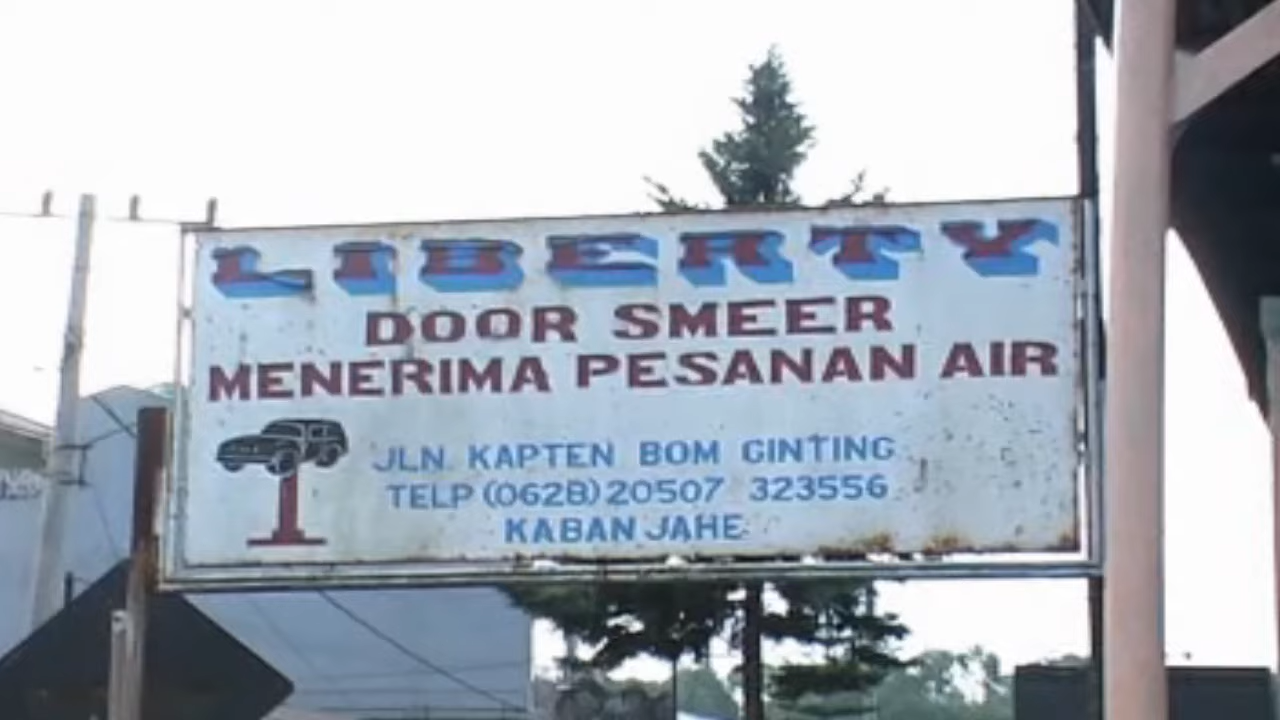 LIBERTY
DOOR SMEER
MENERIMA PESANAN AIR
JLN. KAPTEN BOM GINTING
TELP (0628) 20507 323556
KABAN JAHE